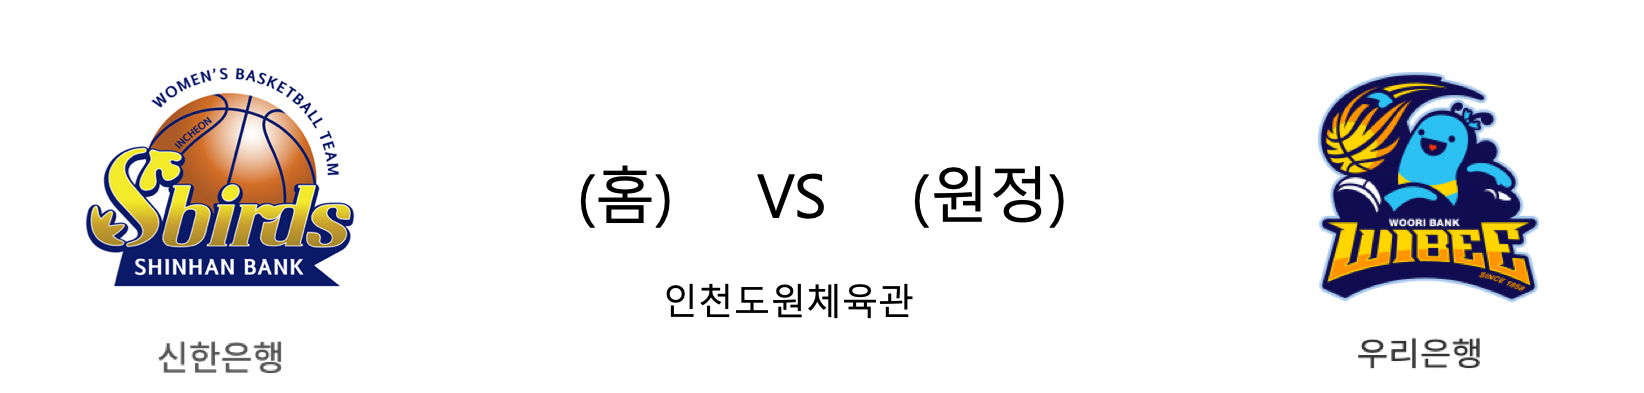 WOMEN'S BASKETBALL TEAM
INCHEON
Sbirds
SHINHAN BANK
신한은행
(홈) VS (원정)
인천도원체육관
WOORI BANK
WIBEE
SINCE 1958
우리은행